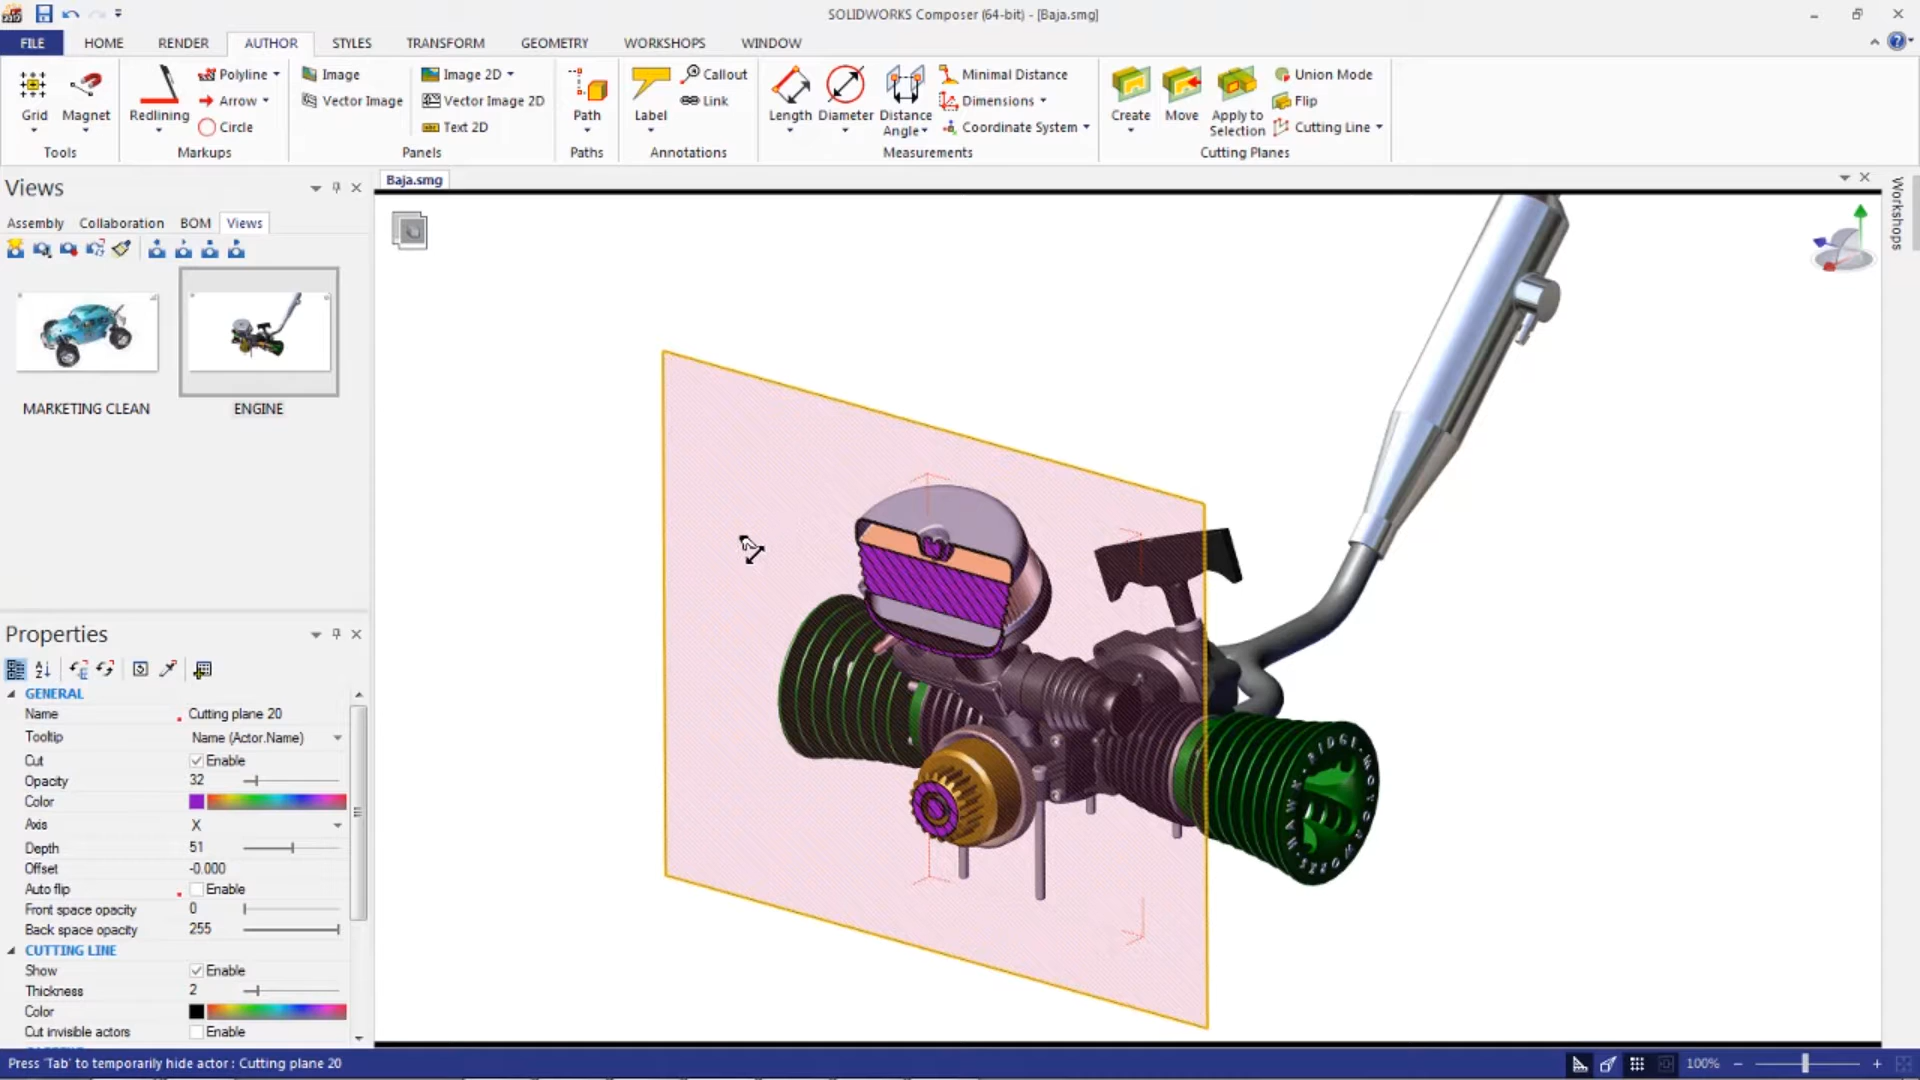 SOLIDWORKS Composer (64-bit) - [Baja.smg]
FILE HOME RENDER AUTHOR STYLES TRANSFORM GEOMETRY WORKSHOPS WINDOW
Grid
Magnet
Tools
Redlining
Polyline
Arrow
Circle
Markups
Image
Vector Image
Image 2D
Vector Image 2D
Text 2D
Panels
Path
Paths
Label
Callout
Link
Annotations
Length
Diameter
Distance
Angle
Minimal Distance
Dimensions
Coordinate System
Measurements
Create
Move
Apply to
Selection
Union Mode
Flip
Cutting Line
Cutting Planes
Views
Assembly Collaboration BOM Views
MARKETING CLEAN
ENGINE
Baja.smg
Workshops
HAWK RIDGE MOTORWORKS
Properties
GENERAL
Name Cutting plane 20
Tooltip Name (Actor.Name)
Cut Enable
Opacity 32
Color
Axis X
Depth 51
Offset -0.000
Auto flip Enable
Front space opacity 0
Back space opacity 255
CUTTING LINE
Show Enable
Thickness 2
Color
Cut invisible actors Enable
Press 'Tab' to temporarily hide actor : Cutting plane 20
100%